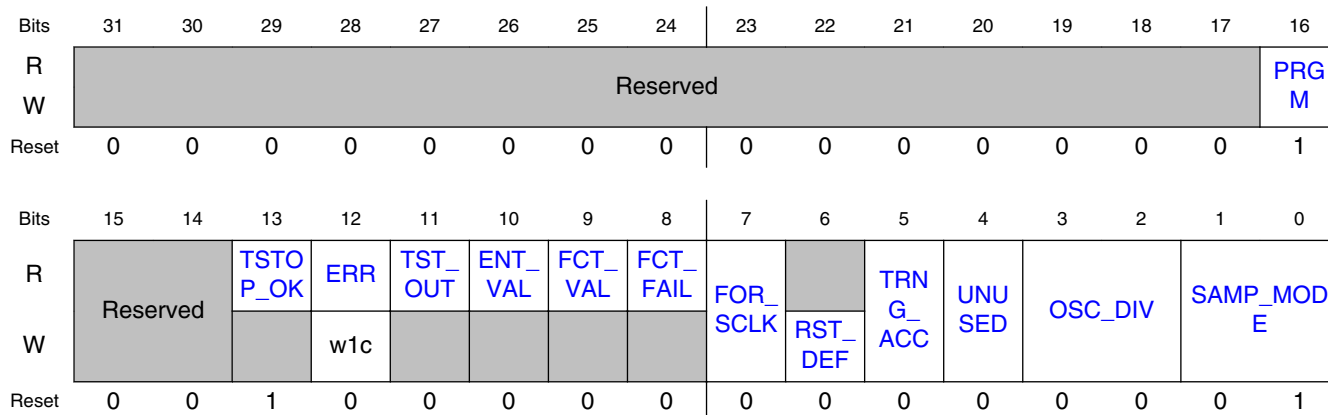 Bits 31 30 29 28 27 26 25 24 23 22 21 20 19 18 17 16
R
Reserved
PRG
W
M
Reset 0 0 0 0 0 0 0 0 0 0 0 0 0 0 0 1
Bits 15 14 13 12 11 10 9 8 7 6 5 4 3 2 1 0
R
Reserved
TSTO
P_OK
ERR
TST_
OUT
ENT_
VAL
FCT_
VAL
FCT_
FAIL
FOR_
SCLK
TRN
G_
ACC
UNU
SED
OSC_DIV
SAMP_MOD
E
W
w1c
RST_
DEF
Reset 0 0 1 0 0 0 0 0 0 0 0 0 0 0 0 1